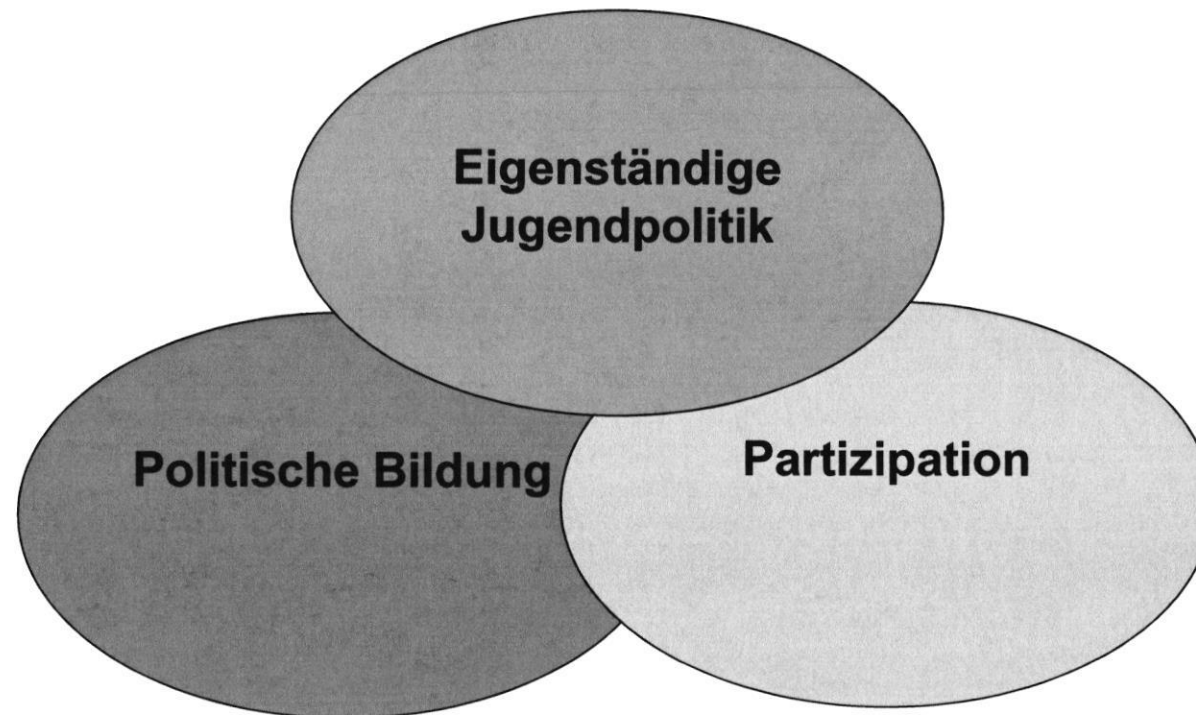 Eigenständige
Jugendpolitik
Politische Bildung
Partizipation